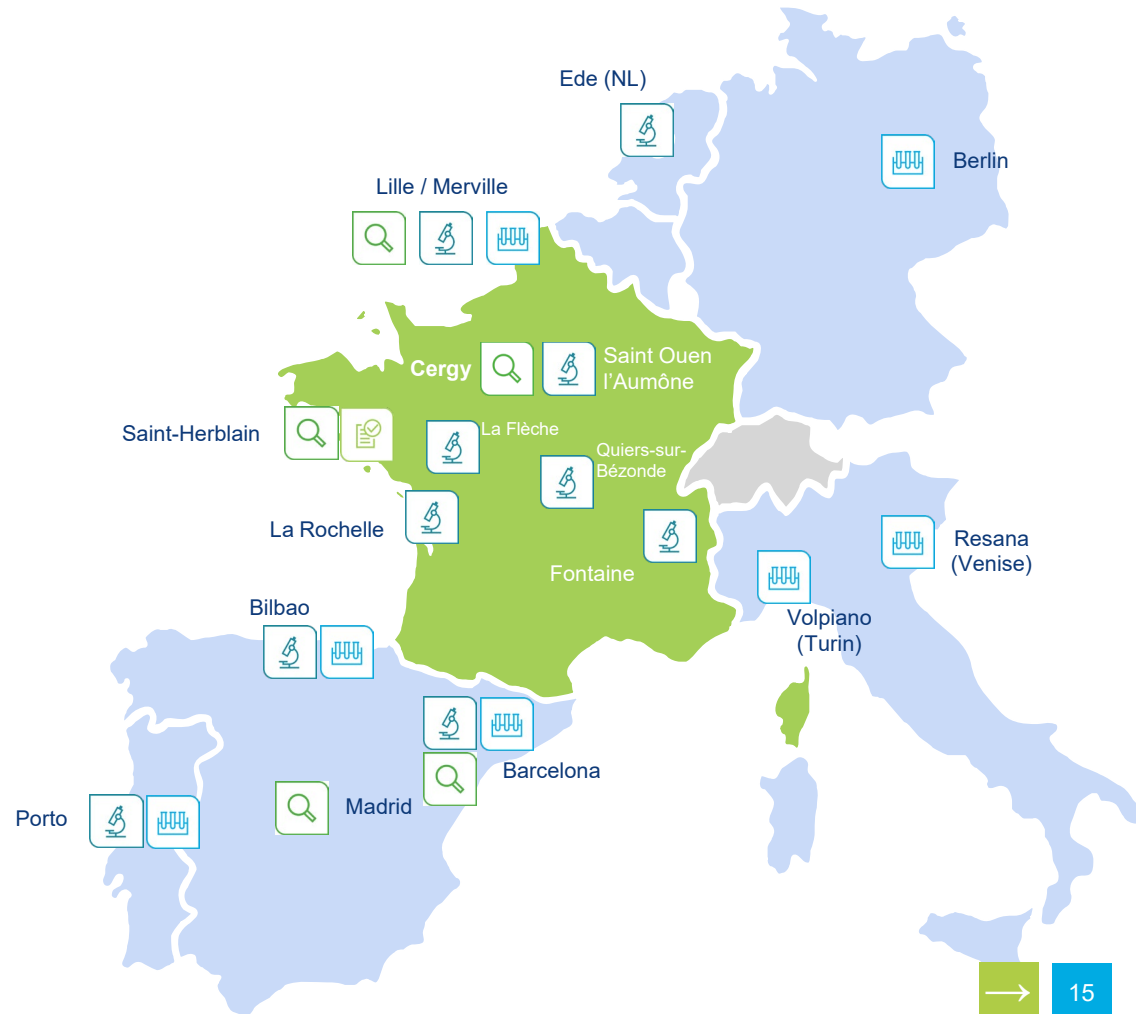 Ede (NL)
Berlin
Lille / Merville
Cergy
Saint Ouen
l'Aumône
Saint-Herblain
La Flèche
Quiers-sur-
Bézonde
La Rochelle
Fontaine
Resana
(Venise)
Volpiano
(Turin)
Bilbao
Barcelona
Madrid
Porto
15